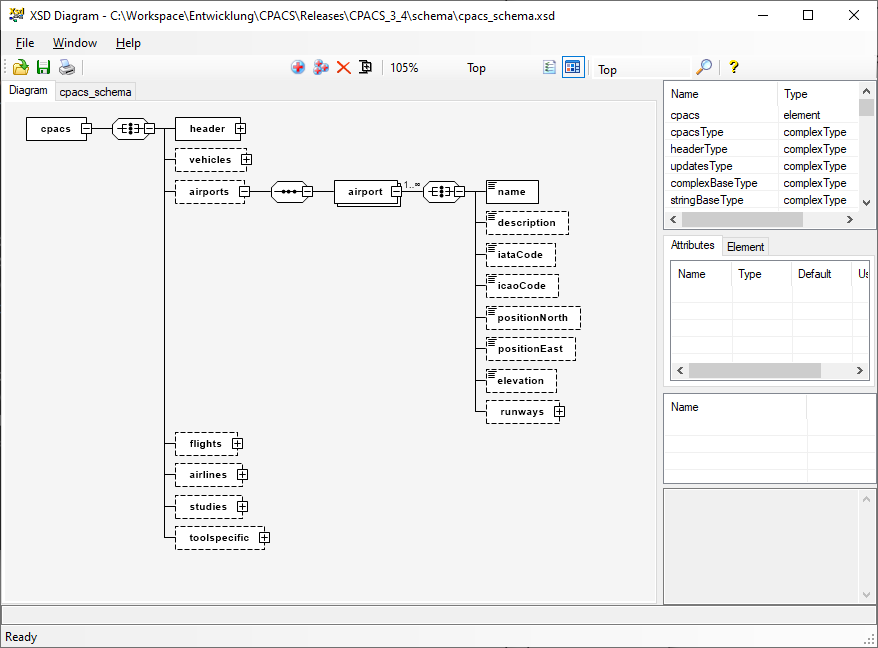 XSD Diagram - C:\Workspace\Entwicklung\CPACS\Releases\CPACS_3_4\schema\cpacs_schema.xsd
File Window Help
105% Top Top
Diagram cpacs_schema
cpacs
header
vehicles
airports
airport
1..∞
name
description
iataCode
icaoCode
positionNorth
positionEast
elevation
runways
flights
airlines
studies
toolspecific
Name Type
cpacs element
cpacsType complexType
headerType complexType
updatesType complexType
complexBaseType complexType
stringBaseType complexType
Attributes Element
Name Type Default Us
Name
Ready